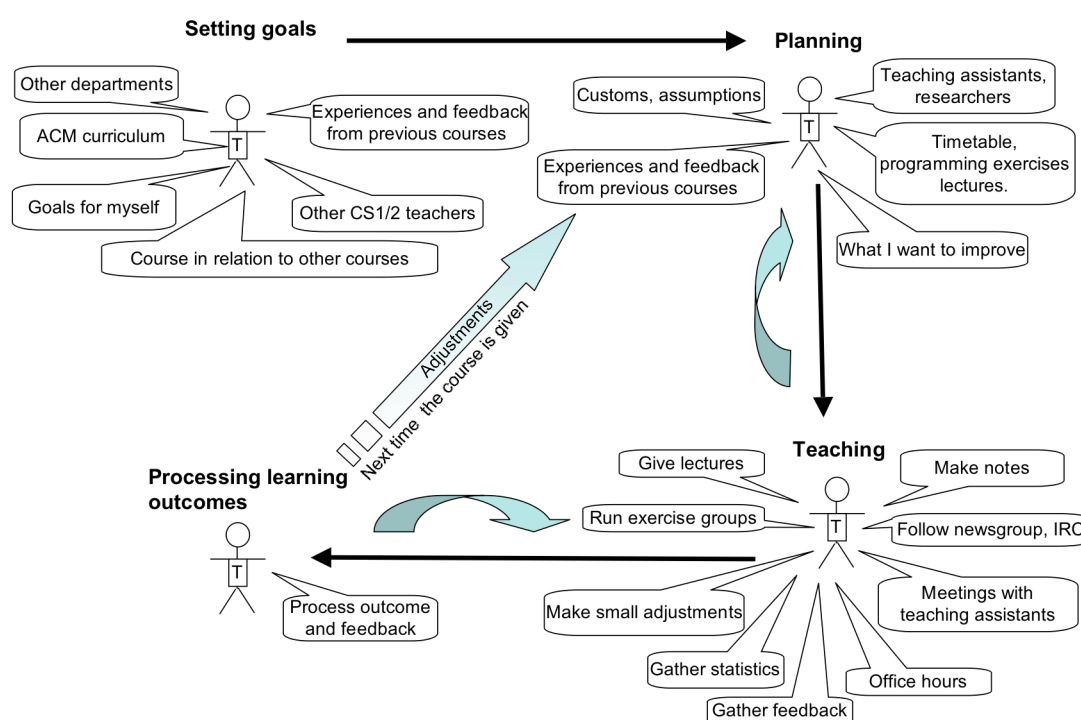 Setting goals
Other departments
ACM curriculum
Goals for myself
Experiences and feedback
from previous courses
Other CS1/2 teachers
Course in relation to other courses
T
Planning
Customs, assumptions
Experiences and feedback
from previous courses
Teaching assistants,
researchers
Timetable,
programming exercises
lectures.
What I want to improve
T
Adjustments
Next time the course is given
Teaching
Give lectures
Run exercise groups
Make small adjustments
Gather statistics
Gather feedback
Office hours
Meetings with
teaching assistants
Follow newsgroup, IRC
Make notes
T
Processing learning
outcomes
T
Process outcome
and feedback